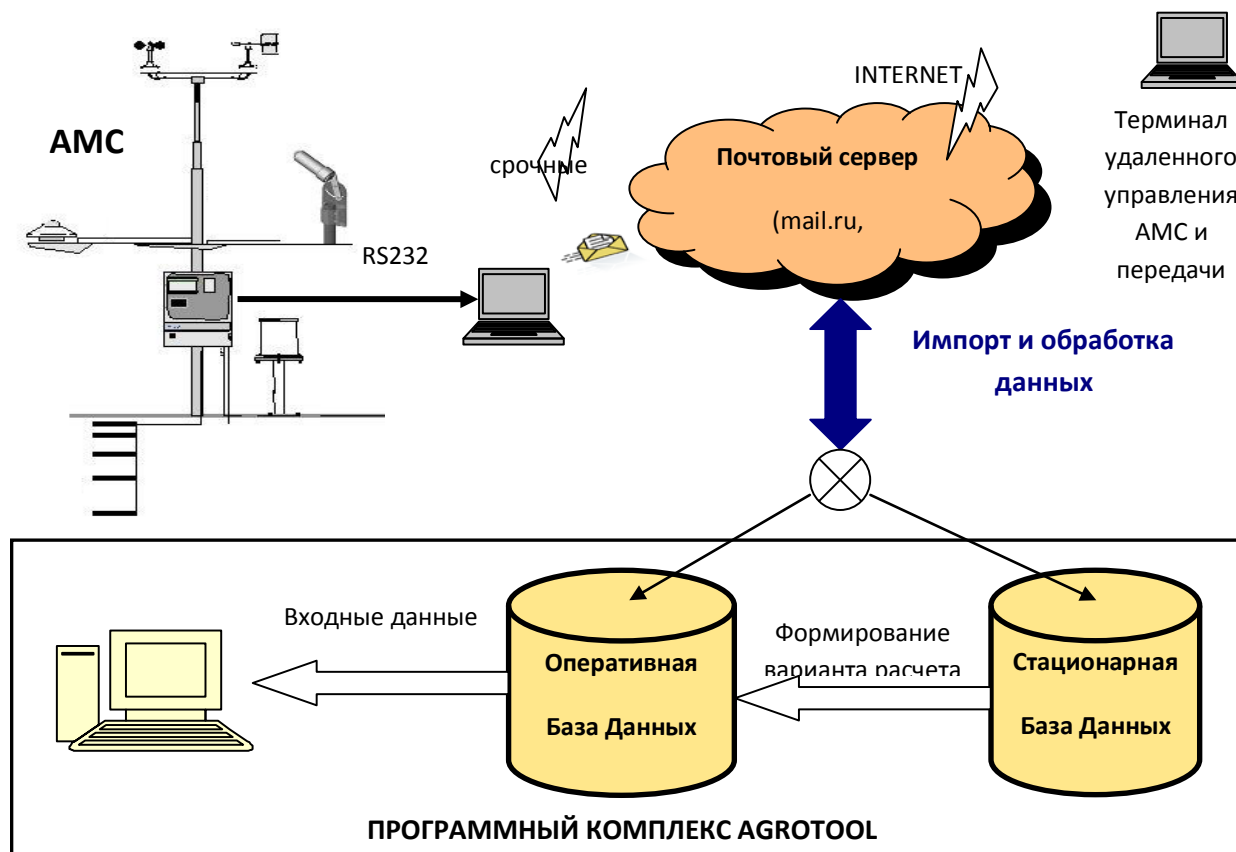 АМС
RS232
срочные
INTERNET
Почтовый сервер
(mail.ru,
Терминал
удаленного
управления
АМС и
передачи
Импорт и обработка
данных
Входные данные
Оперативная
База Данных
Формирование
варианта расчета
Стационарная
База Данных
ПРОГРАММНЫЙ КОМПЛЕКС AGROTOOL